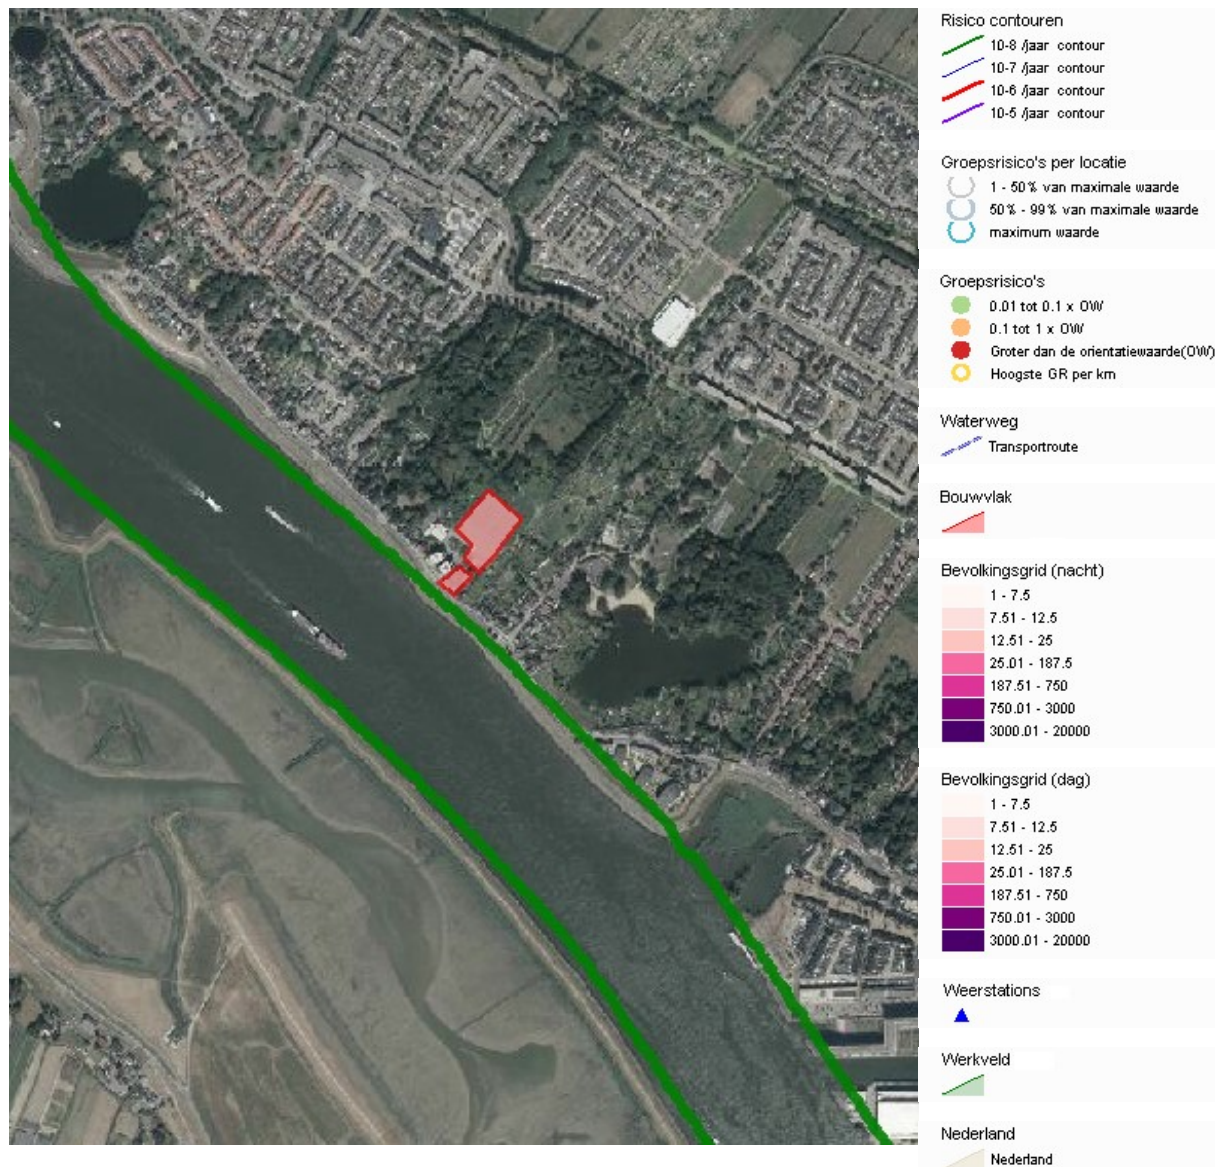 Risico contouren
10-8 /jaar contour
10-7 /jaar contour
10-6 /jaar contour
10-5 /jaar contour
Groepsrisico's per locatie
1 - 50 % van maximale waarde
50 % - 99 % van maximale waarde
maximum waarde
Groepsrisico's
0.01 tot 0.1 x OW
0.1 tot 1 x OW
Groter dan de orientatiewaarde(OW)
Hoogste GR per km
Waterweg
Transportroute
Bouwvlak
Bevolkingsgrid (nacht)
1 - 7.5
7.51 - 12.5
12.51 - 25
25.01 - 187.5
187.51 - 750
750.01 - 3000
3000.01 - 20000
Bevolkingsgrid (dag)
1 - 7.5
7.51 - 12.5
12.51 - 25
25.01 - 187.5
187.51 - 750
750.01 - 3000
3000.01 - 20000
Weerstations
Werkveld
Nederland
Nederland